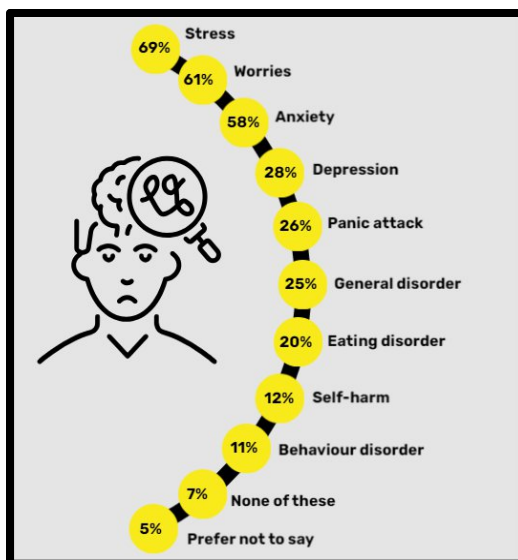 69% Stress
61% Worries
58% Anxiety
28% Depression
26% Panic attack
25% General disorder
20% Eating disorder
12% Self-harm
11% Behaviour disorder
7% None of these
5% Prefer not to say